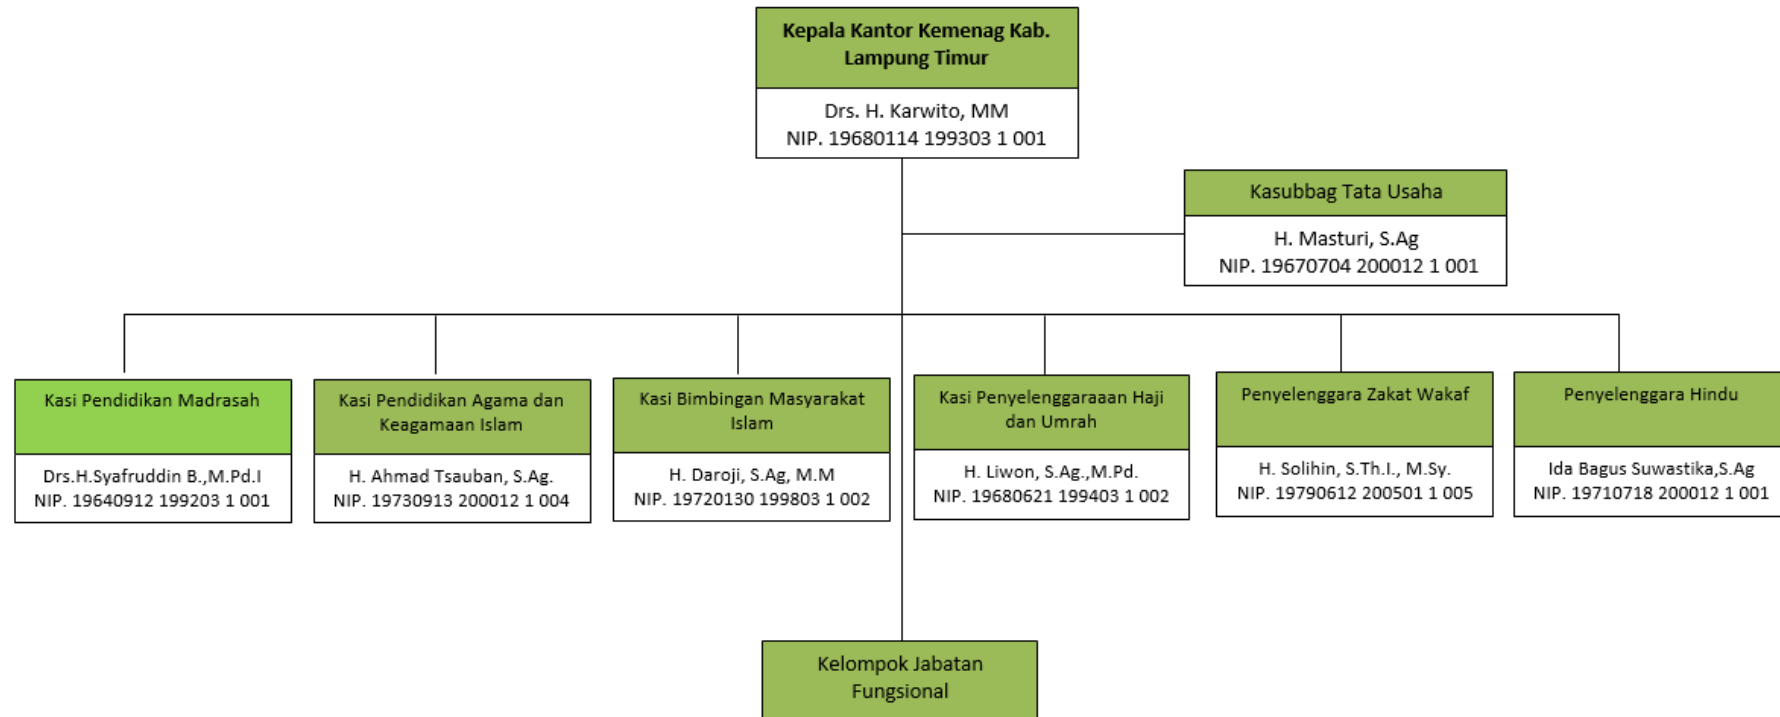 Kepala Kantor Kemenag Kab.
Lampung Timur
Drs. H. Karwito, MM
NIP. 19680114 199303 1 001
Kasubbag Tata Usaha
H. Masturi, S.Ag
NIP. 19670704 200012 1 001
Kasi Pendidikan Madrasah
Drs.H.Syafruddin B.,M.Pd.I
NIP. 19640912 199203 1 001
Kasi Pendidikan Agama dan
Keagamaan Islam
H. Ahmad Tsauban, S.Ag.
NIP. 19730913 200012 1 004
Kasi Bimbingan Masyarakat
Islam
H. Daroji, S.Ag, M.M
NIP. 19720130 199803 1 002
Kasi Penyelenggaraaan Haji
dan Umrah
H. Liwon, S.Ag.,M.Pd.
NIP. 19680621 199403 1 002
Penyelenggara Zakat Wakaf
H. Solihin, S.Th.I., M.Sy.
NIP. 19790612 200501 1 005
Penyelenggara Hindu
Ida Bagus Suwastika,S.Ag
NIP. 19710718 200012 1 001
Kelompok Jabatan
Fungsional